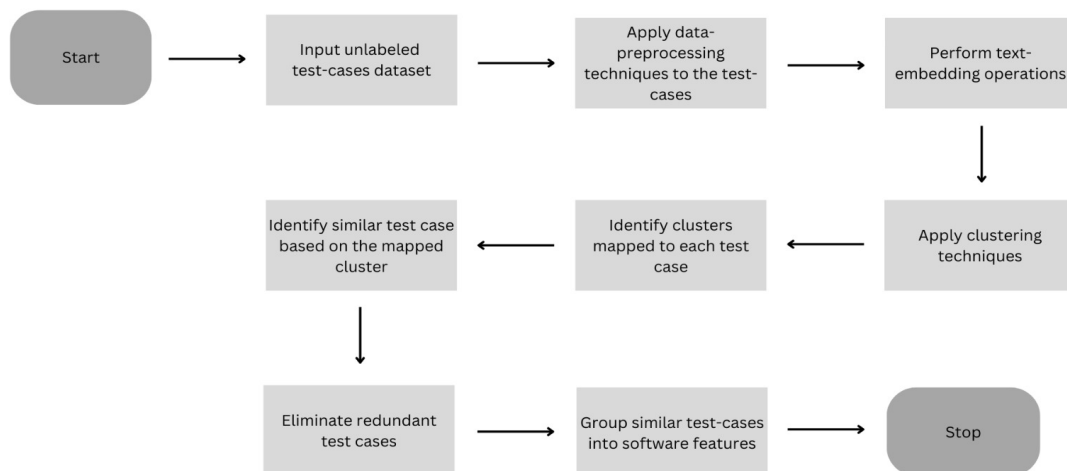 Start
Input unlabeled
test-cases dataset
Apply data-
preprocessing
techniques to the test-
cases
Perform text-
embedding operations
Apply clustering
techniques
Identify clusters
mapped to each test
case
Identify similar test case
based on the mapped
cluster
Eliminate redundant
test cases
Group similar test-cases
into software features
Stop